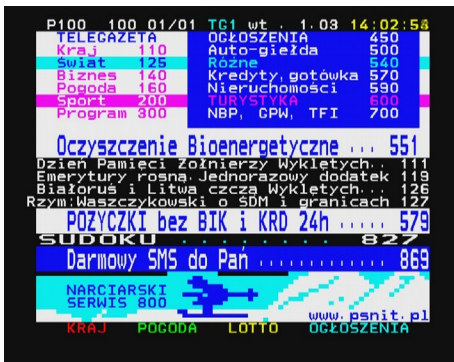 P100 100 01/01 TG1 wt . 1.03 14:02:58
TELEGAZETA OGŁOSZENIA 450
Kraj 110 Auto-giełda 500
Świat 125 Różne 540
Biznes 140 Kredyty,gotówka 570
Pogoda 160 Nieruchomości 590
Sport 200 TURYSTYKA 600
Program 300 NBP, GPW, TFI 700
Oczyszczenie Bioenergetyczne ... 551
Dzień Pamięci Żołnierzy Wyklętych.. 111
Emerytury rosną.Jednorazowy dodatek 119
Białoruś i Litwa czczą Wyklętych... 126
Rzym:Waszczykowski o ŚDM i granicach 127
POŻYCZKI bez BIK i KRD 24h ..... 579
SUDOKU . . . . . . 827
Darmowy SMS do Pań ............. 869
NARCIARSKI
SERWIS 800
www.psnit.pl
KRAJ POGODA LOTTO OGŁOSZENIA